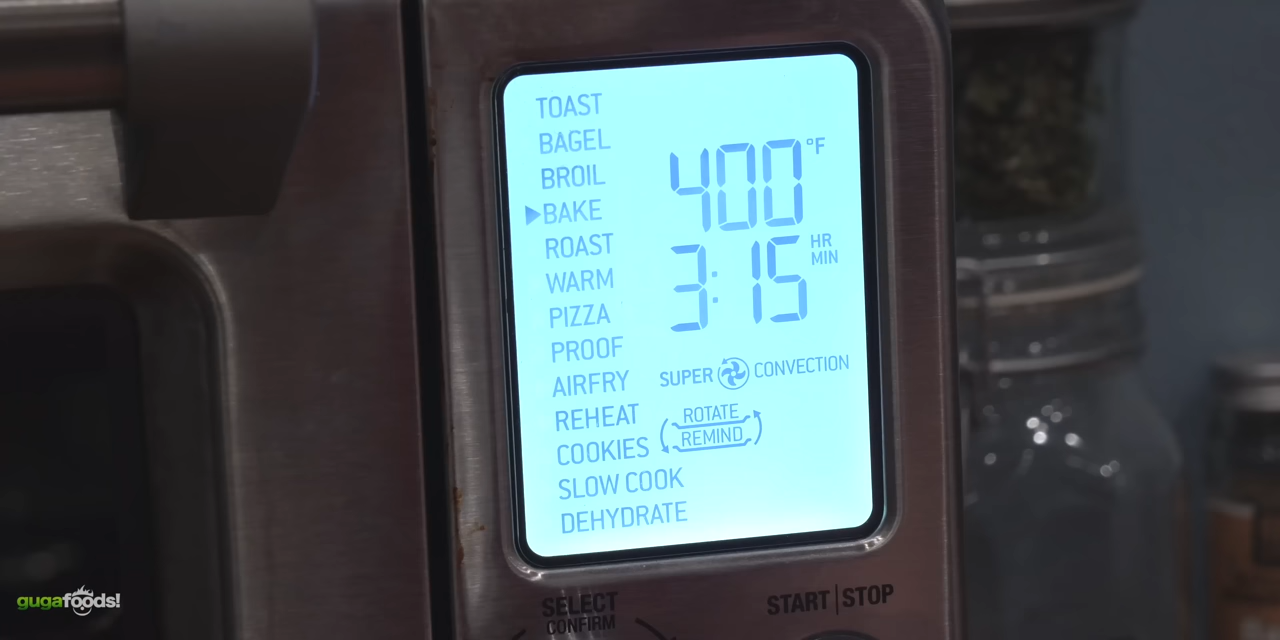 TOAST
BAGEL
BROIL
BAKE
ROAST
WARM
PIZZA
PROOF
AIRFRY
REHEAT
COOKIES
SLOW COOK
DEHYDRATE
400 °F
3:15 HR MIN
SUPER CONVECTION
ROTATE
REMIND
SELECT
CONFIRM
START|STOP
gugafoods!